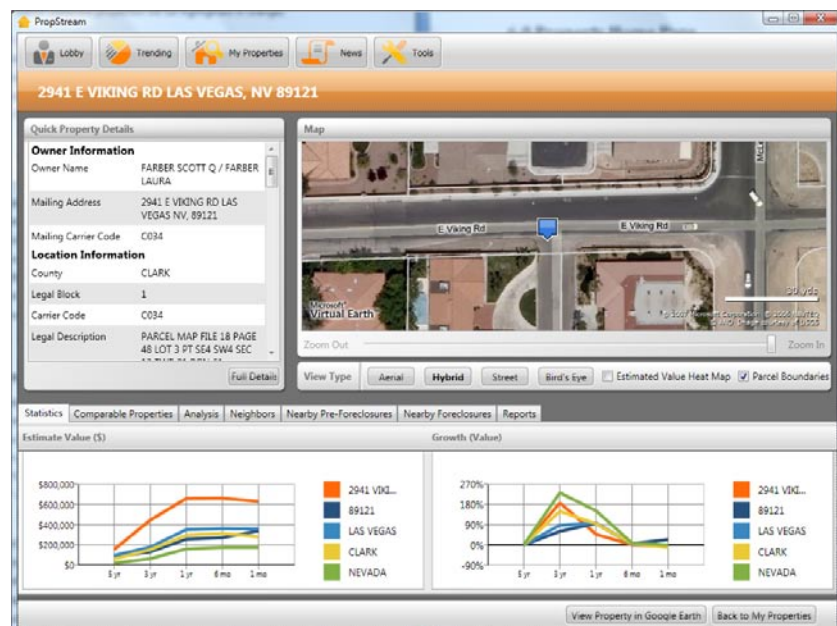 PropStream
Lobby
Trending
My Properties
News
Tools
2941 E VIKING RD LAS VEGAS, NV 89121
Quick Property Details
Owner Information
Owner Name FARBER SCOTT Q / FARBER
LAURA
Mailing Address 2941 E VIKING RD LAS
VEGAS NV, 89121
Mailing Carrier Code C034
Location Information
County CLARK
Legal Block 1
Carrier Code C034
Legal Description PARCEL MAP FILE 18 PAGE
48 LOT 3 PT SE4 SW4 SEC
Full Details
Map
E Viking Rd
E Viking Rd
McLe
Microsoft
Virtual Earth
30 yds
Zoom Out
Zoom In
View Type
Aerial
Hybrid
Street
Bird's Eye
Estimated Value Heat Map
Parcel Boundaries
Statistics
Comparable Properties
Analysis
Neighbors
Nearby Pre-Foreclosures
Nearby Foreclosures
Reports
Estimate Value ($)
$800,000
$600,000
$400,000
$200,000
$0
5 yr 3 yr 1 yr 6 mo 1 mo
2941 VIKI...
89121
LAS VEGAS
CLARK
NEVADA
Growth (Value)
270%
180%
90%
0%
-90%
5 yr 3 yr 1 yr 6 mo 1 mo
2941 VIKI...
89121
LAS VEGAS
CLARK
NEVADA
View Property in Google Earth
Back to My Properties